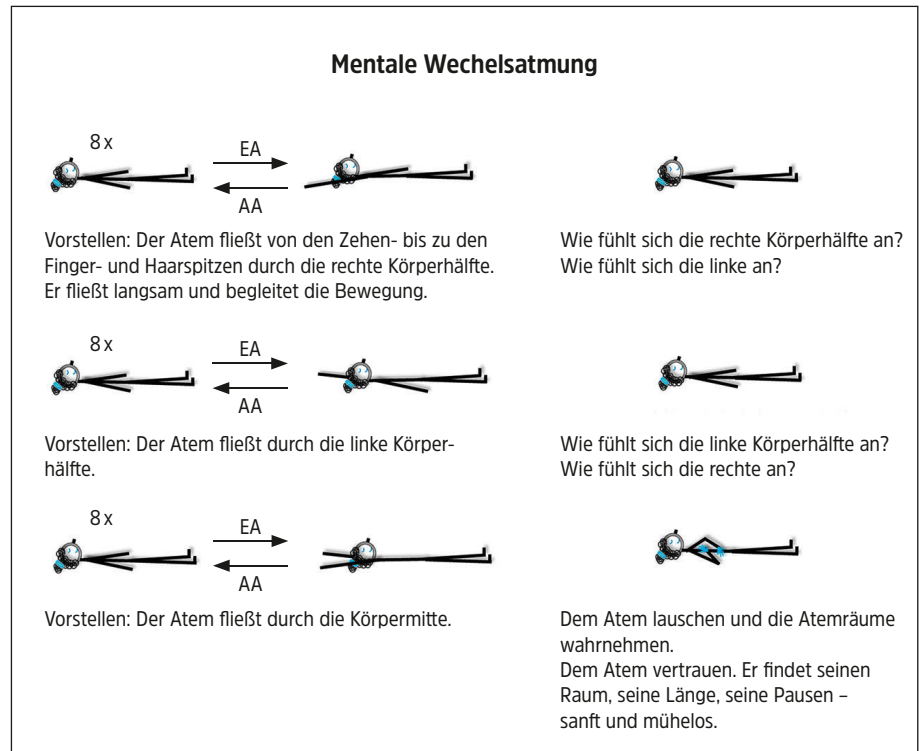 Mentale Wechelsatmung
8 x
EA
AA
Vorstellen: Der Atem fließt von den Zehen- bis zu den
Finger- und Haarspitzen durch die rechte Körperhälfte.
Er fließt langsam und begleitet die Bewegung.
Wie fühlt sich die rechte Körperhälfte an?
Wie fühlt sich die linke an?
8 x
EA
AA
Vorstellen: Der Atem fließt durch die linke Körper-
hälfte.
Wie fühlt sich die linke Körperhälfte an?
Wie fühlt sich die rechte an?
8 x
EA
AA
Vorstellen: Der Atem fließt durch die Körpermitte.
Dem Atem lauschen und die Atemräume
wahrnehmen.
Dem Atem vertrauen. Er findet seinen
Raum, seine Länge, seine Pausen –
sanft und mühelos.